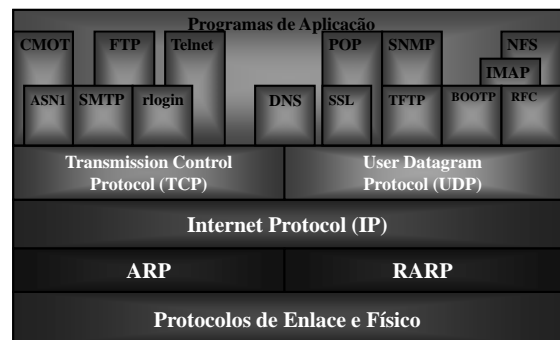 Programas de Aplicação
CMOT FTP Telnet POP SNMP NFS
IMAP
ASN1 SMTP rlogin DNS SSL TFTP BOOTP RFC
Transmission Control
Protocol (TCP)
User Datagram
Protocol (UDP)
Internet Protocol (IP)
ARP RARP
Protocolos de Enlace e Físico